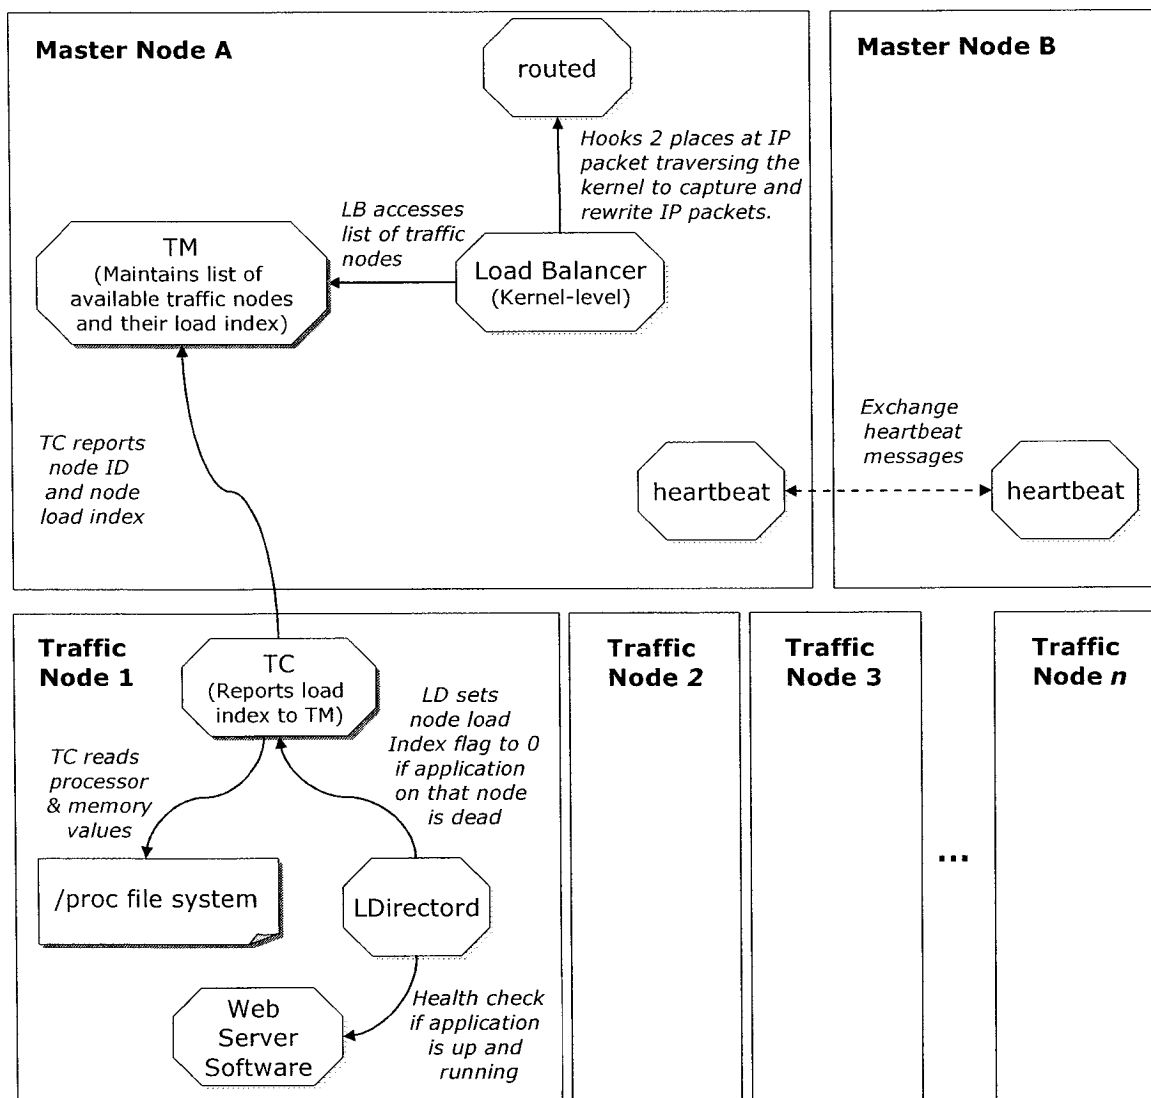 Master Node A
routed
Hooks 2 places at IP
packet traversing the
kernel to capture and
rewrite IP packets.
LB accesses
list of traffic
nodes
TM
(Maintains list of
available traffic nodes
and their load index)
Load Balancer
(Kernel-level)
TC reports
node ID
and node
load index
heartbeat
Master Node B
Exchange
heartbeat
messages
heartbeat
Traffic
Node 1
TC
(Reports load
index to TM)
LD sets
node load
Index flag to 0
if application
on that node
is dead
TC reads
processor
& memory
values
/proc file system
LDirectord
Web
Server
Software
Health check
if application
is up and
running
Traffic
Node 2
Traffic
Node 3
...
Traffic
Node n